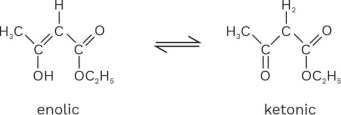 H H₂
H₃C C O H₃C C O
C C C C
OH OC₂H₅ O OC₂H₅
enolic ketonic